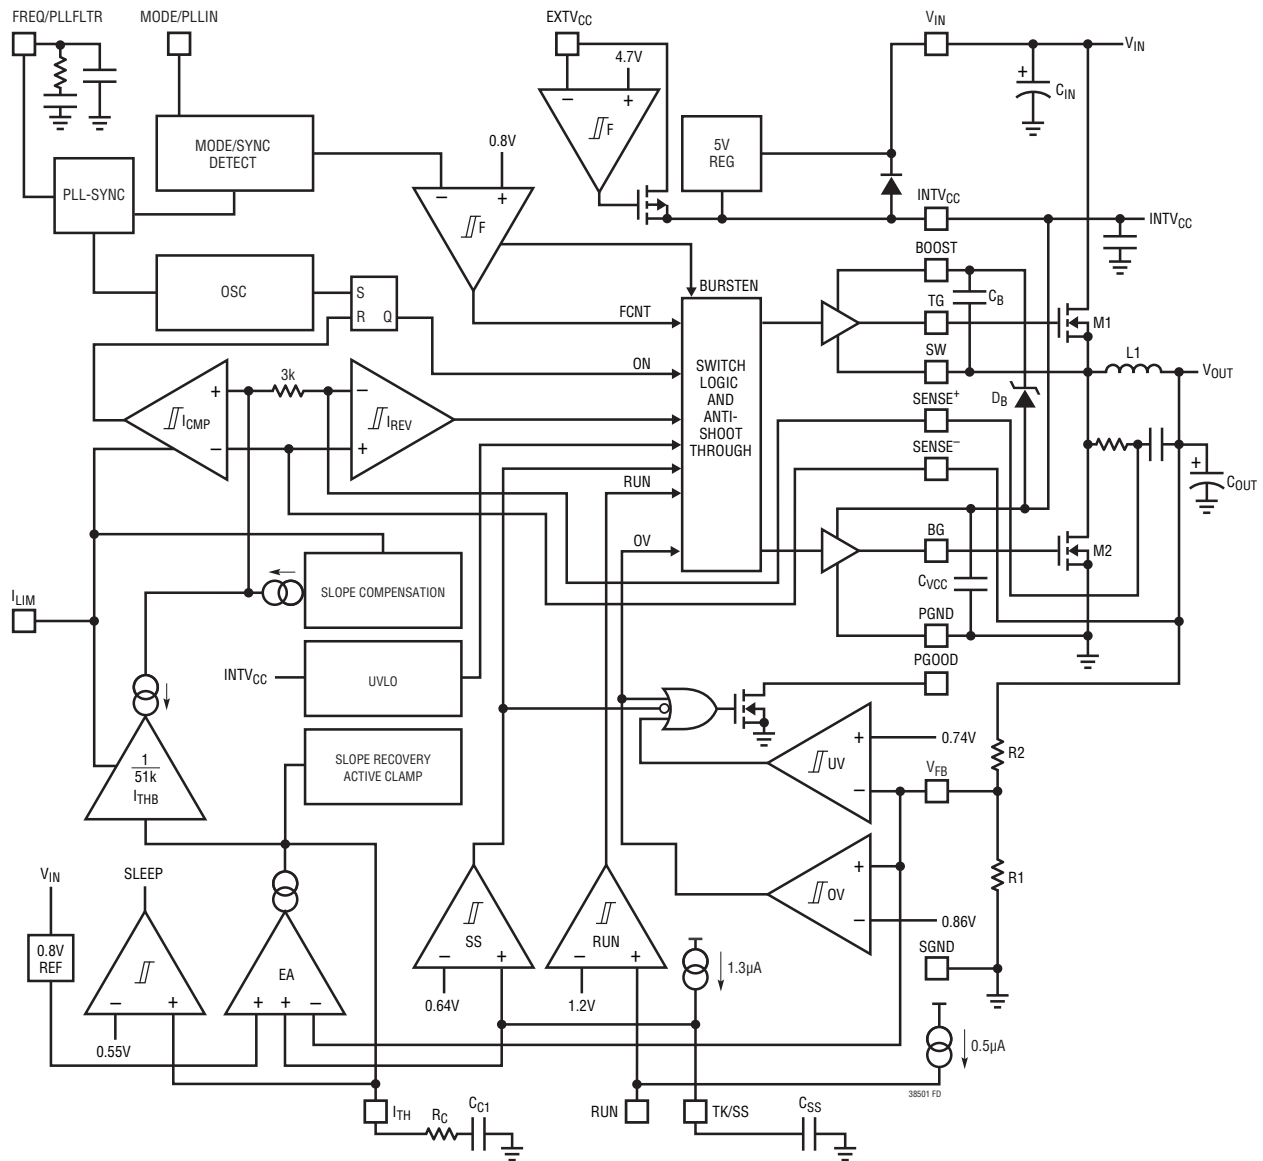 FREQ/PLLFLTR
MODE/PLLIN
EXTVCC
VIN
VIN
4.7V
+
CIN
−
+
F
MODE/SYNC
DETECT
0.8V
5V
REG
PLL-SYNC
−
+
F
INTVCC
INTVCC
BOOST
OSC
S
R
Q
BURSTEN
FCNT
TG
CB
M1
ON
SW
L1
VOUT
3k
+
−
ICMP
−
+
IREV
SWITCH
LOGIC
AND
ANTI-
SHOOT
THROUGH
SENSE+
DB
SENSE−
+
COUT
RUN
OV
BG
M2
CVCC
SLOPE COMPENSATION
ILIM
PGND
INTVCC
UVLO
PGOOD
SLOPE RECOVERY
ACTIVE CLAMP
1
51k
ITHB
+
0.74V
UV
−
VFB
R2
+
OV
−
0.86V
R1
VIN
SLEEP
0.8V
REF
−
+
0.55V
EA
+
+
−
SS
−
+
0.64V
RUN
−
+
1.2V
1.3µA
SGND
0.5µA
38501 FD
ITH
RC
CC1
RUN
TK/SS
CSS